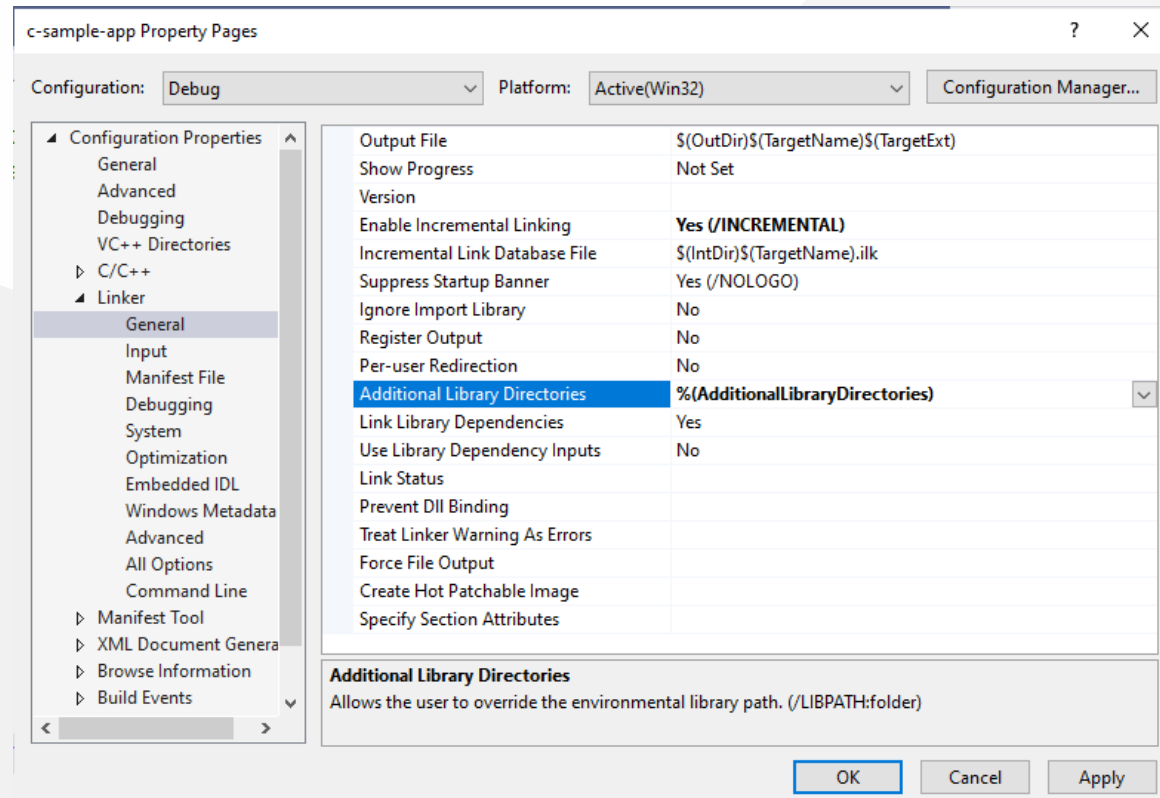 c-sample-app Property Pages ? ×
Configuration: Debug Platform: Active(Win32) Configuration Manager...
Configuration Properties
General
Advanced
Debugging
VC++ Directories
C/C++
Linker
General
Input
Manifest File
Debugging
System
Optimization
Embedded IDL
Windows Metadata
Advanced
All Options
Command Line
Manifest Tool
XML Document Genera
Browse Information
Build Events
Output File $(OutDir)$(TargetName)$(TargetExt)
Show Progress Not Set
Version
Enable Incremental Linking Yes (/INCREMENTAL)
Incremental Link Database File $(IntDir)$(TargetName).ilk
Suppress Startup Banner Yes (/NOLOGO)
Ignore Import Library No
Register Output No
Per-user Redirection No
Additional Library Directories %(AdditionalLibraryDirectories)
Link Library Dependencies Yes
Use Library Dependency Inputs No
Link Status
Prevent Dll Binding
Treat Linker Warning As Errors
Force File Output
Create Hot Patchable Image
Specify Section Attributes
Additional Library Directories
Allows the user to override the environmental library path. (/LIBPATH:folder)
OK Cancel Apply